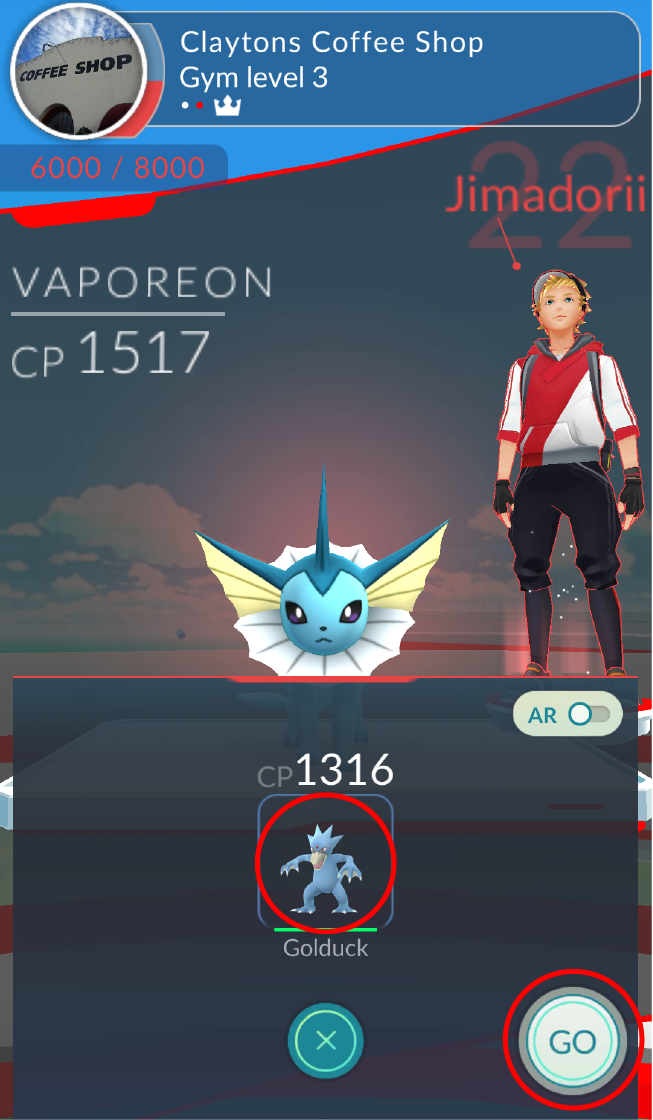 COFFEE SHOP
Claytons Coffee Shop
Gym level 3
6000 / 8000
22
Jimadorii
VAPOREON
CP 1517
AR
CP1316
Golduck
GO